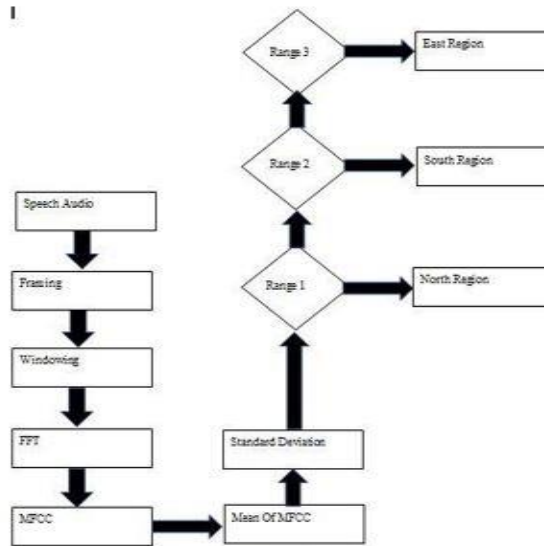 Speech Audio
Framing
Windowing
FFT
MFCC
Mean Of MFCC
Standard Deviation
Range 1
North Region
Range 2
South Region
Range 3
East Region